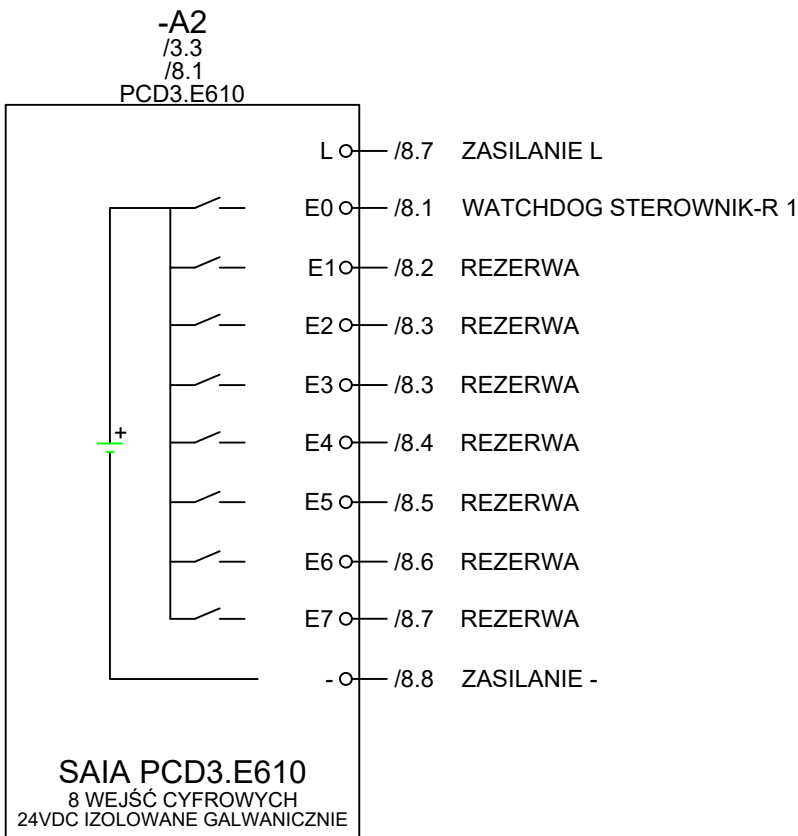 -A2
/3.3
/8.1
PCD3.E610
L /8.7 ZASILANIE L
E0 /8.1 WATCHDOG STEROWNIK-R 1
E1 /8.2 REZERWA
E2 /8.3 REZERWA
E3 /8.3 REZERWA
E4 /8.4 REZERWA
+
E5 /8.5 REZERWA
E6 /8.6 REZERWA
E7 /8.7 REZERWA
- /8.8 ZASILANIE -
SAIA PCD3.E610
8 WEJŚĆ CYFROWYCH
24VDC IZOLOWANE GALWANICZNIE